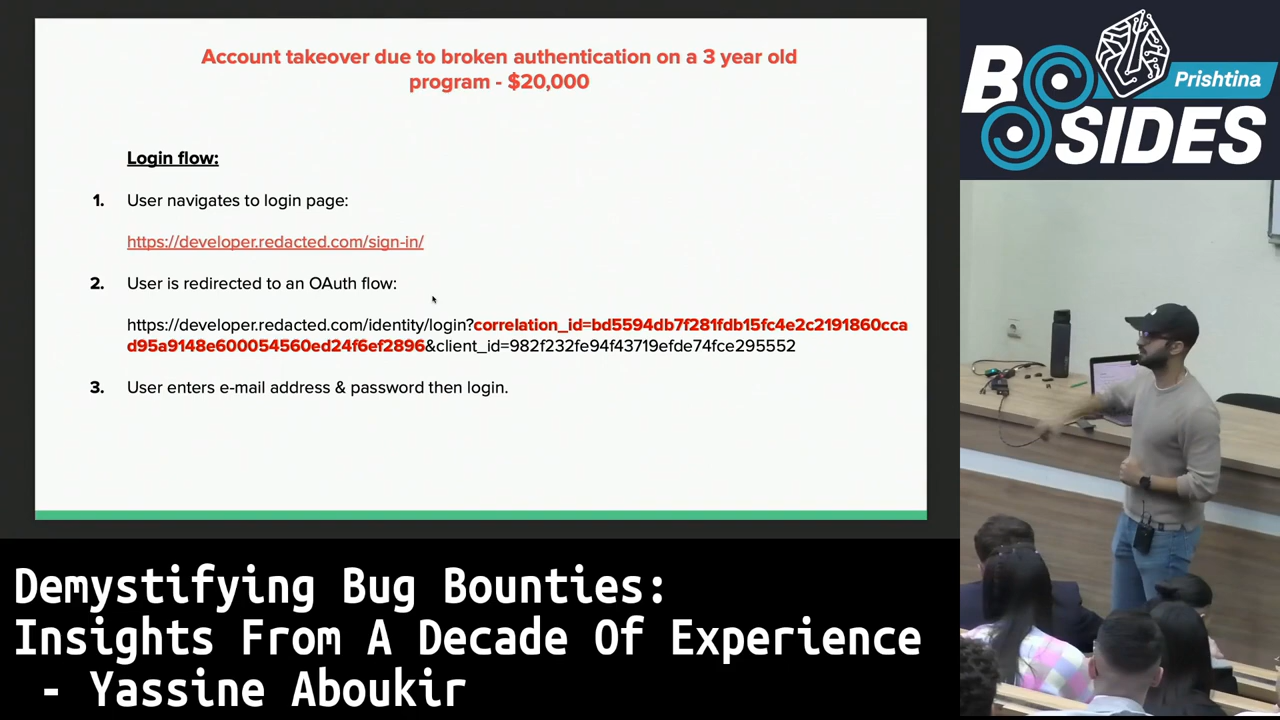 Account takeover due to broken authentication on a 3 year old
program - $20,000
Login flow:
1. User navigates to login page:
https://developer.redacted.com/sign-in/
2. User is redirected to an OAuth flow:
https://developer.redacted.com/identity/login?correlation_id=bd5594db7f281fdb15fc4e2c2191860cca
d95a9148e600054560ed24f6ef2896&client_id=982f232fe94f43719efde74fce295552
3. User enters e-mail address & password then login.
BSIDES
Prishtina
Demystifying Bug Bounties:
Insights From A Decade Of Experience
- Yassine Aboukir